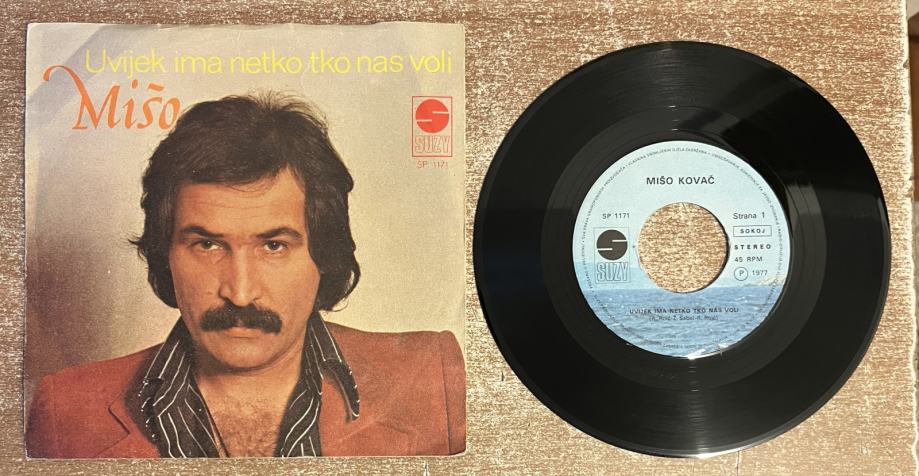 Uvijek ima netko tko nas voli
Mišo
SUZY
SP 1171
MIŠO KOVAČ
SP 1171
Strana 1
SOKOJ
STEREO
45 RPM
P 1977
SUZY
UVIJEK IMA NETKO TKO NAS VOLI